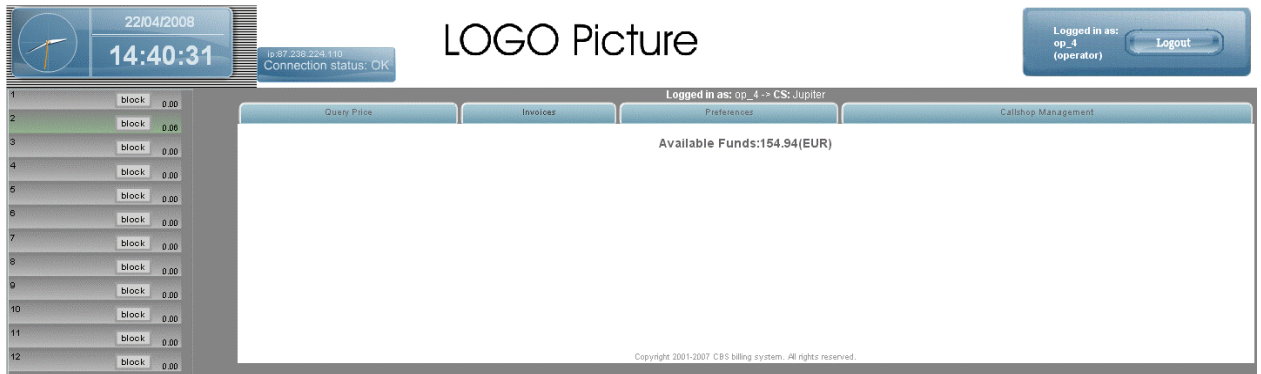 22/04/2008
14:40:31
ip:87.238.224.110
Connection status: OK
LOGO Picture
Logged in as:
op_4
(operator)
Logout
Logged in as: op_4 -> CS: Jupiter
Query Price Invoices Preferences Callshop Management
Available Funds:154.94(EUR)
1 block 0.00
2 block 0.06
3 block 0.00
4 block 0.00
5 block 0.00
6 block 0.00
7 block 0.00
8 block 0.00
9 block 0.00
10 block 0.00
11 block 0.00
12 block 0.00
Copyright 2001-2007 CBS billing system. All rights reserved.